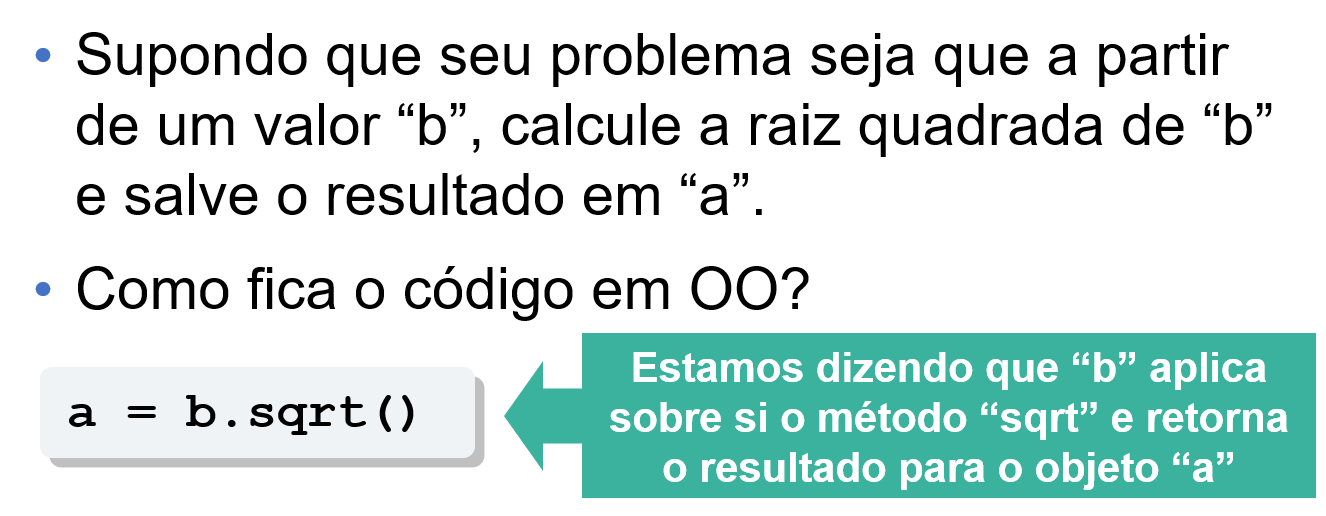 • Supondo que seu problema seja que a partir
de um valor “b”, calcule a raiz quadrada de “b”
e salve o resultado em “a”.
• Como fica o código em OO?
a = b.sqrt()
Estamos dizendo que “b” aplica
sobre si o método “sqrt” e retorna
o resultado para o objeto “a”